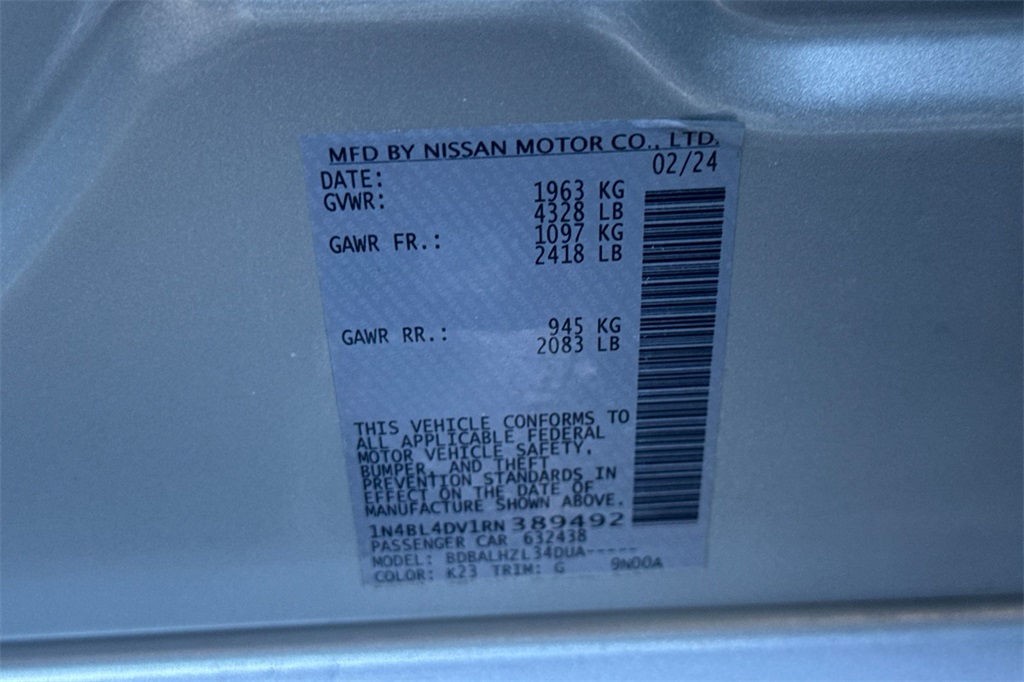 MFD BY NISSAN MOTOR CO., LTD.
DATE: 02/24
GVWR: 1963 KG
4328 LB
GAWR FR.: 1097 KG
2418 LB
GAWR RR.: 945 KG
2083 LB
THIS VEHICLE CONFORMS TO
ALL APPLICABLE FEDERAL
MOTOR VEHICLE SAFETY,
BUMPER, AND THEFT
PREVENTION STANDARDS IN
EFFECT ON THE DATE OF
MANUFACTURE SHOWN ABOVE.
1N4BL4DV1RN389492
PASSENGER CAR 632438
MODEL: BDBALHZL34DUA-----
COLOR: K23 TRIM: G 9N00A